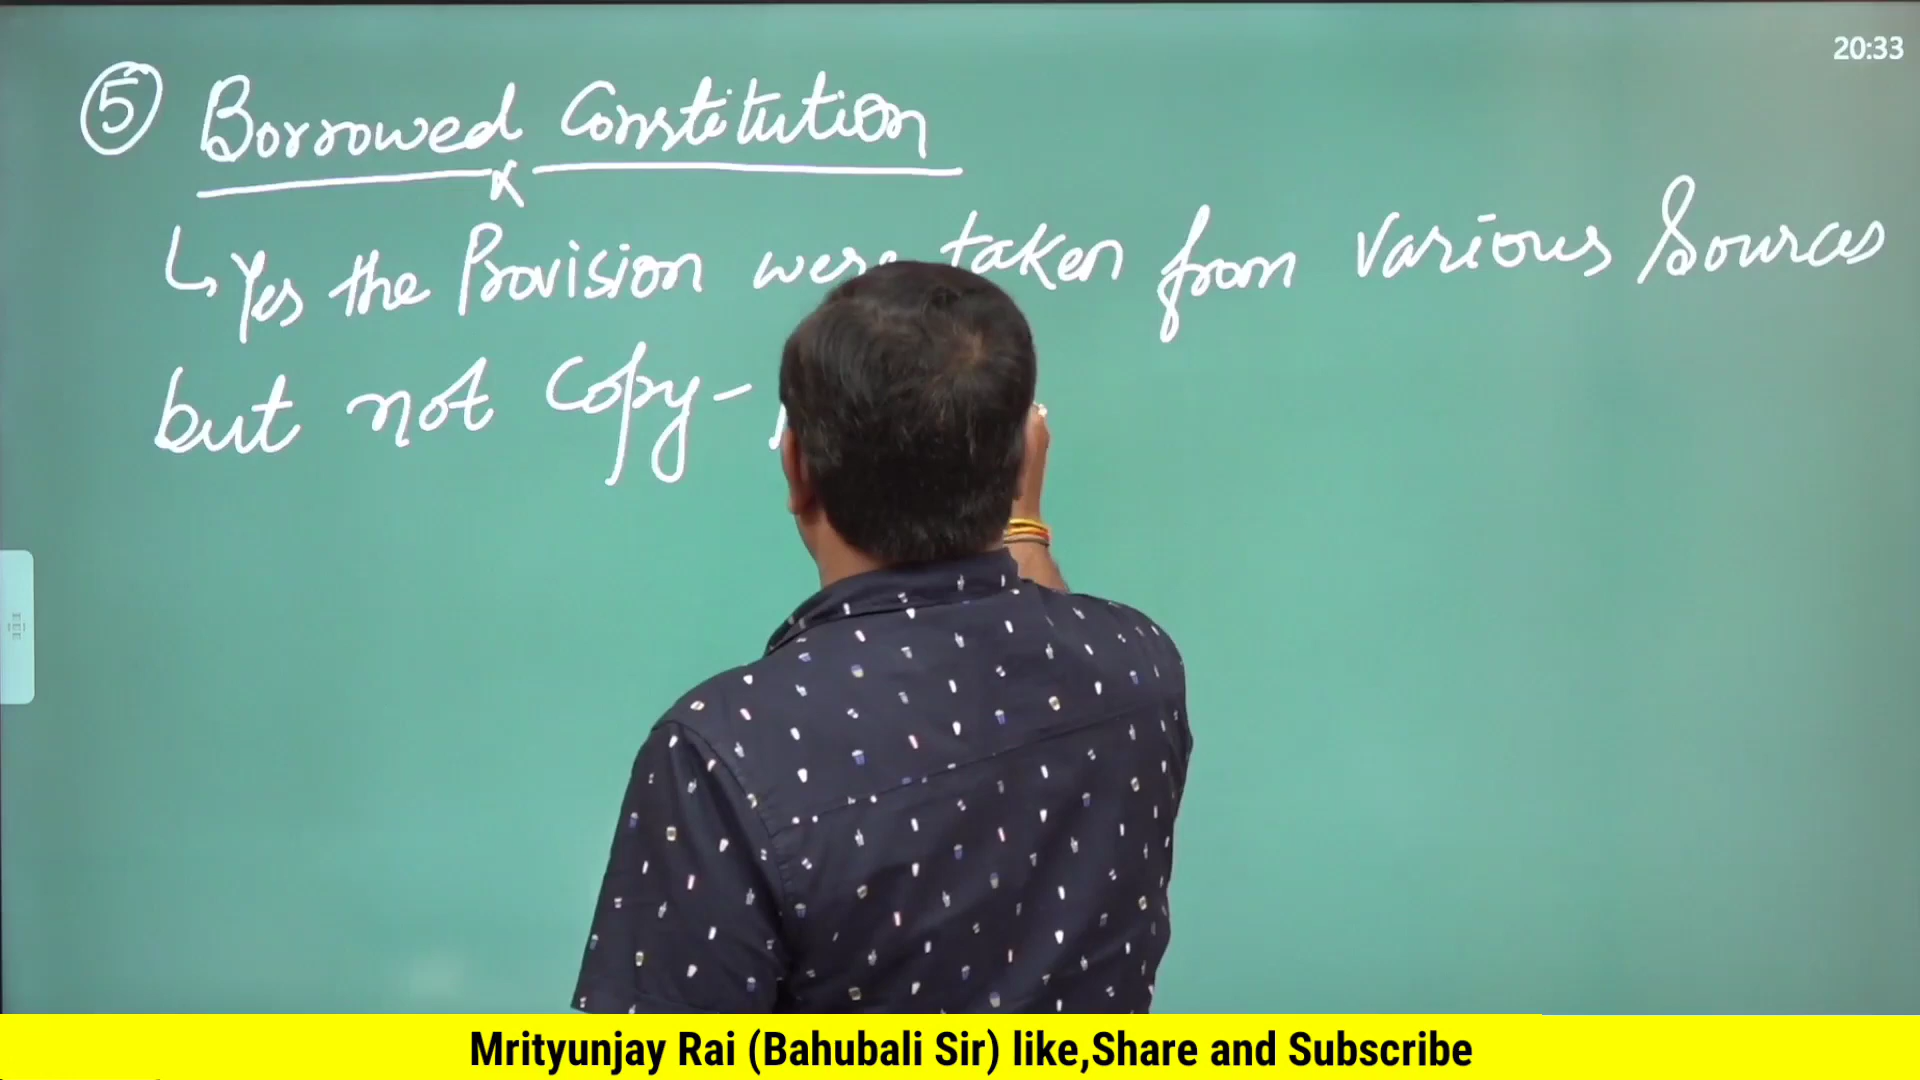 20:33
5 Borrowed Constitution
x
↳ Yes the Provision were taken from various Sources
but not Copy-
Mrityunjay Rai (Bahubali Sir) like,Share and Subscribe